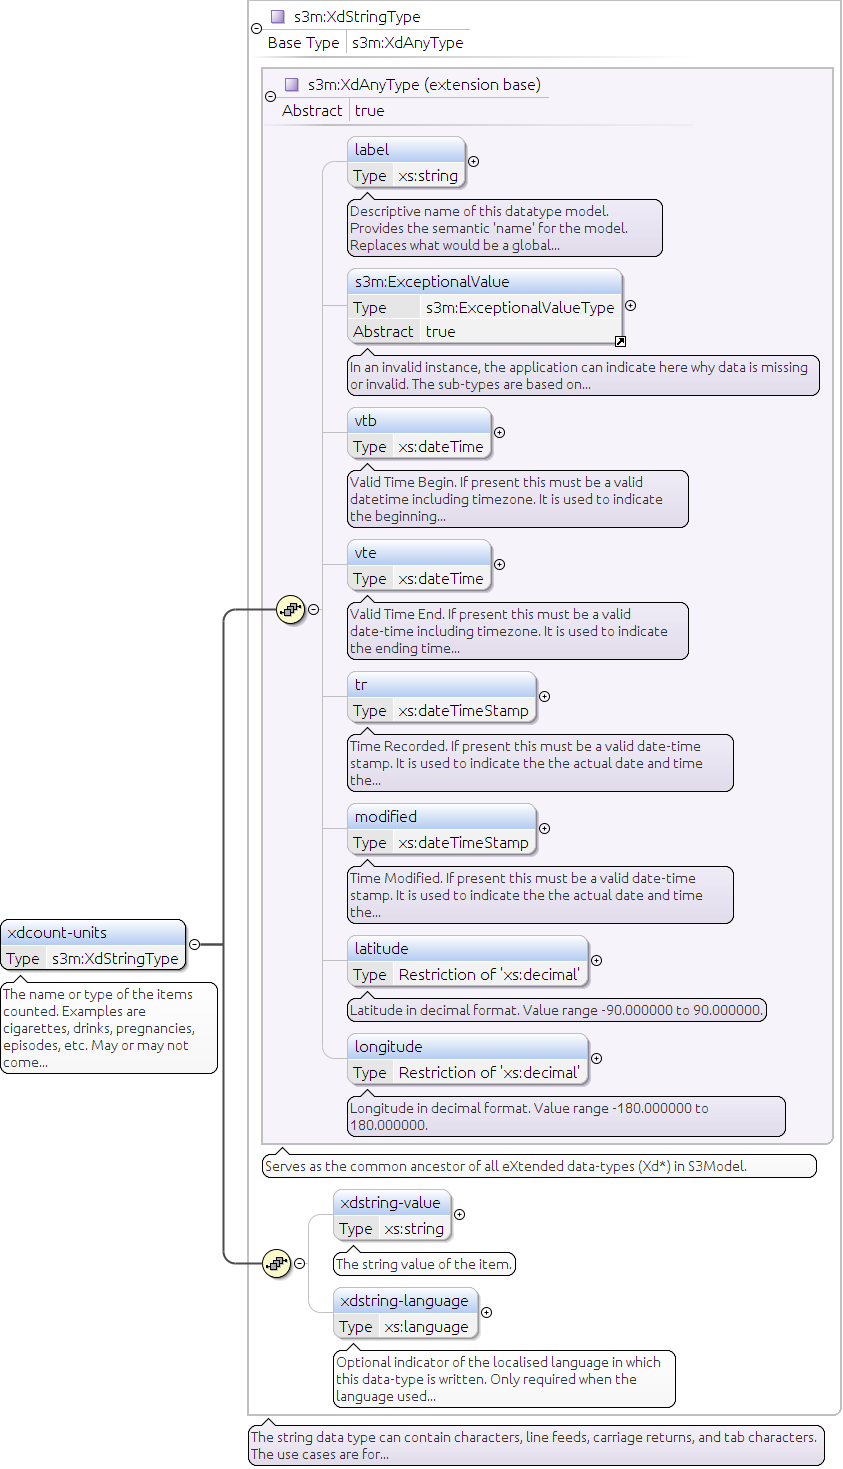 s3m:XdStringType
Base Type s3m:XdAnyType
s3m:XdAnyType (extension base)
Abstract true
label
Type xs:string
Descriptive name of this datatype model.
Provides the semantic 'name' for the model.
Replaces what would be a global...
s3m:ExceptionalValue
Type s3m:ExceptionalValueType
Abstract true
In an invalid instance, the application can indicate here why data is missing
or invalid. The sub-types are based on...
vtb
Type xs:dateTime
Valid Time Begin. If present this must be a valid
datetime including timezone. It is used to indicate
the beginning...
vte
Type xs:dateTime
Valid Time End. If present this must be a valid
date-time including timezone. It is used to indicate
the ending time...
tr
Type xs:dateTimeStamp
Time Recorded. If present this must be a valid date-time
stamp. It is used to indicate the the actual date and time
the...
modified
Type xs:dateTimeStamp
Time Modified. If present this must be a valid date-time
stamp. It is used to indicate the the actual date and time
the...
xdcount-units
Type s3m:XdStringType
The name or type of the items
counted. Examples are
cigarettes, drinks, pregnancies,
episodes, etc. May or may not
come...
latitude
Type Restriction of 'xs:decimal'
Latitude in decimal format. Value range -90.000000 to 90.000000.
longitude
Type Restriction of 'xs:decimal'
Longitude in decimal format. Value range -180.000000 to
180.000000.
Serves as the common ancestor of all eXtended data-types (Xd*) in S3Model.
xdstring-value
Type xs:string
The string value of the item.
xdstring-language
Type xs:language
Optional indicator of the localised language in which
this data-type is written. Only required when the
language used...
The string data type can contain characters, line feeds, carriage returns, and tab characters.
The use cases are for...